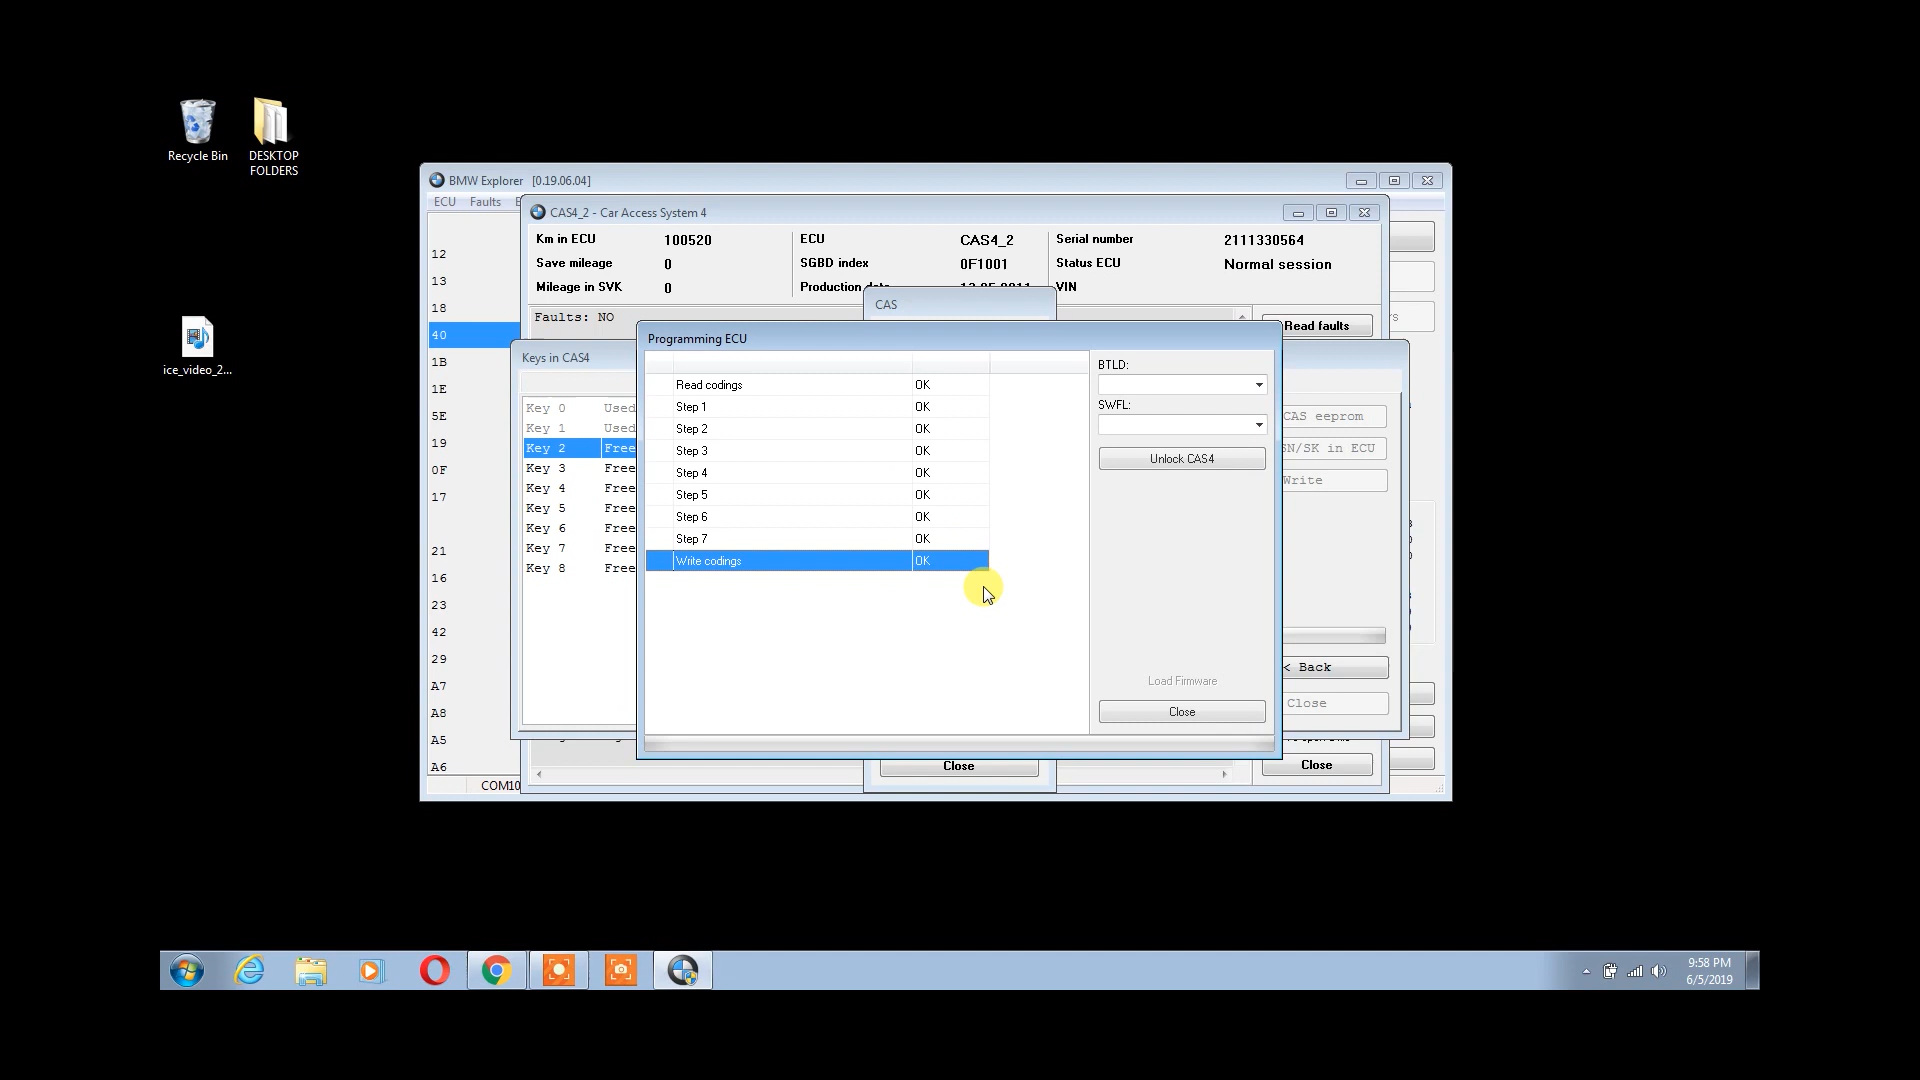 Recycle Bin
DESKTOP
FOLDERS
ice_video_2...
BMW Explorer [0.19.06.04]
ECU Faults
12
13
18
40
1B
1E
5E
19
0F
17
21
16
23
42
29
A7
A8
A5
A6
COM10
CAS4_2 - Car Access System 4
Km in ECU 100520 ECU CAS4_2 Serial number 2111330564
Save mileage 0 SGBD index 0F1001 Status ECU Normal session
Mileage in SVK 0 Production VIN
Faults: NO
Read faults
CAS
Keys in CAS4
Key 0 Used
Key 1 Used
Key 2 Free
Key 3 Free
Key 4 Free
Key 5 Free
Key 6 Free
Key 7 Free
Key 8 Free
Programming ECU
Read codings OK
Step 1 OK
Step 2 OK
Step 3 OK
Step 4 OK
Step 5 OK
Step 6 OK
Step 7 OK
Write codings OK
BTLD:
SWFL:
Unlock CAS4
Load Firmware
Close
CAS eeprom
SN/SK in ECU
Write
< Back
Close
Close
Close
9:58 PM
6/5/2019